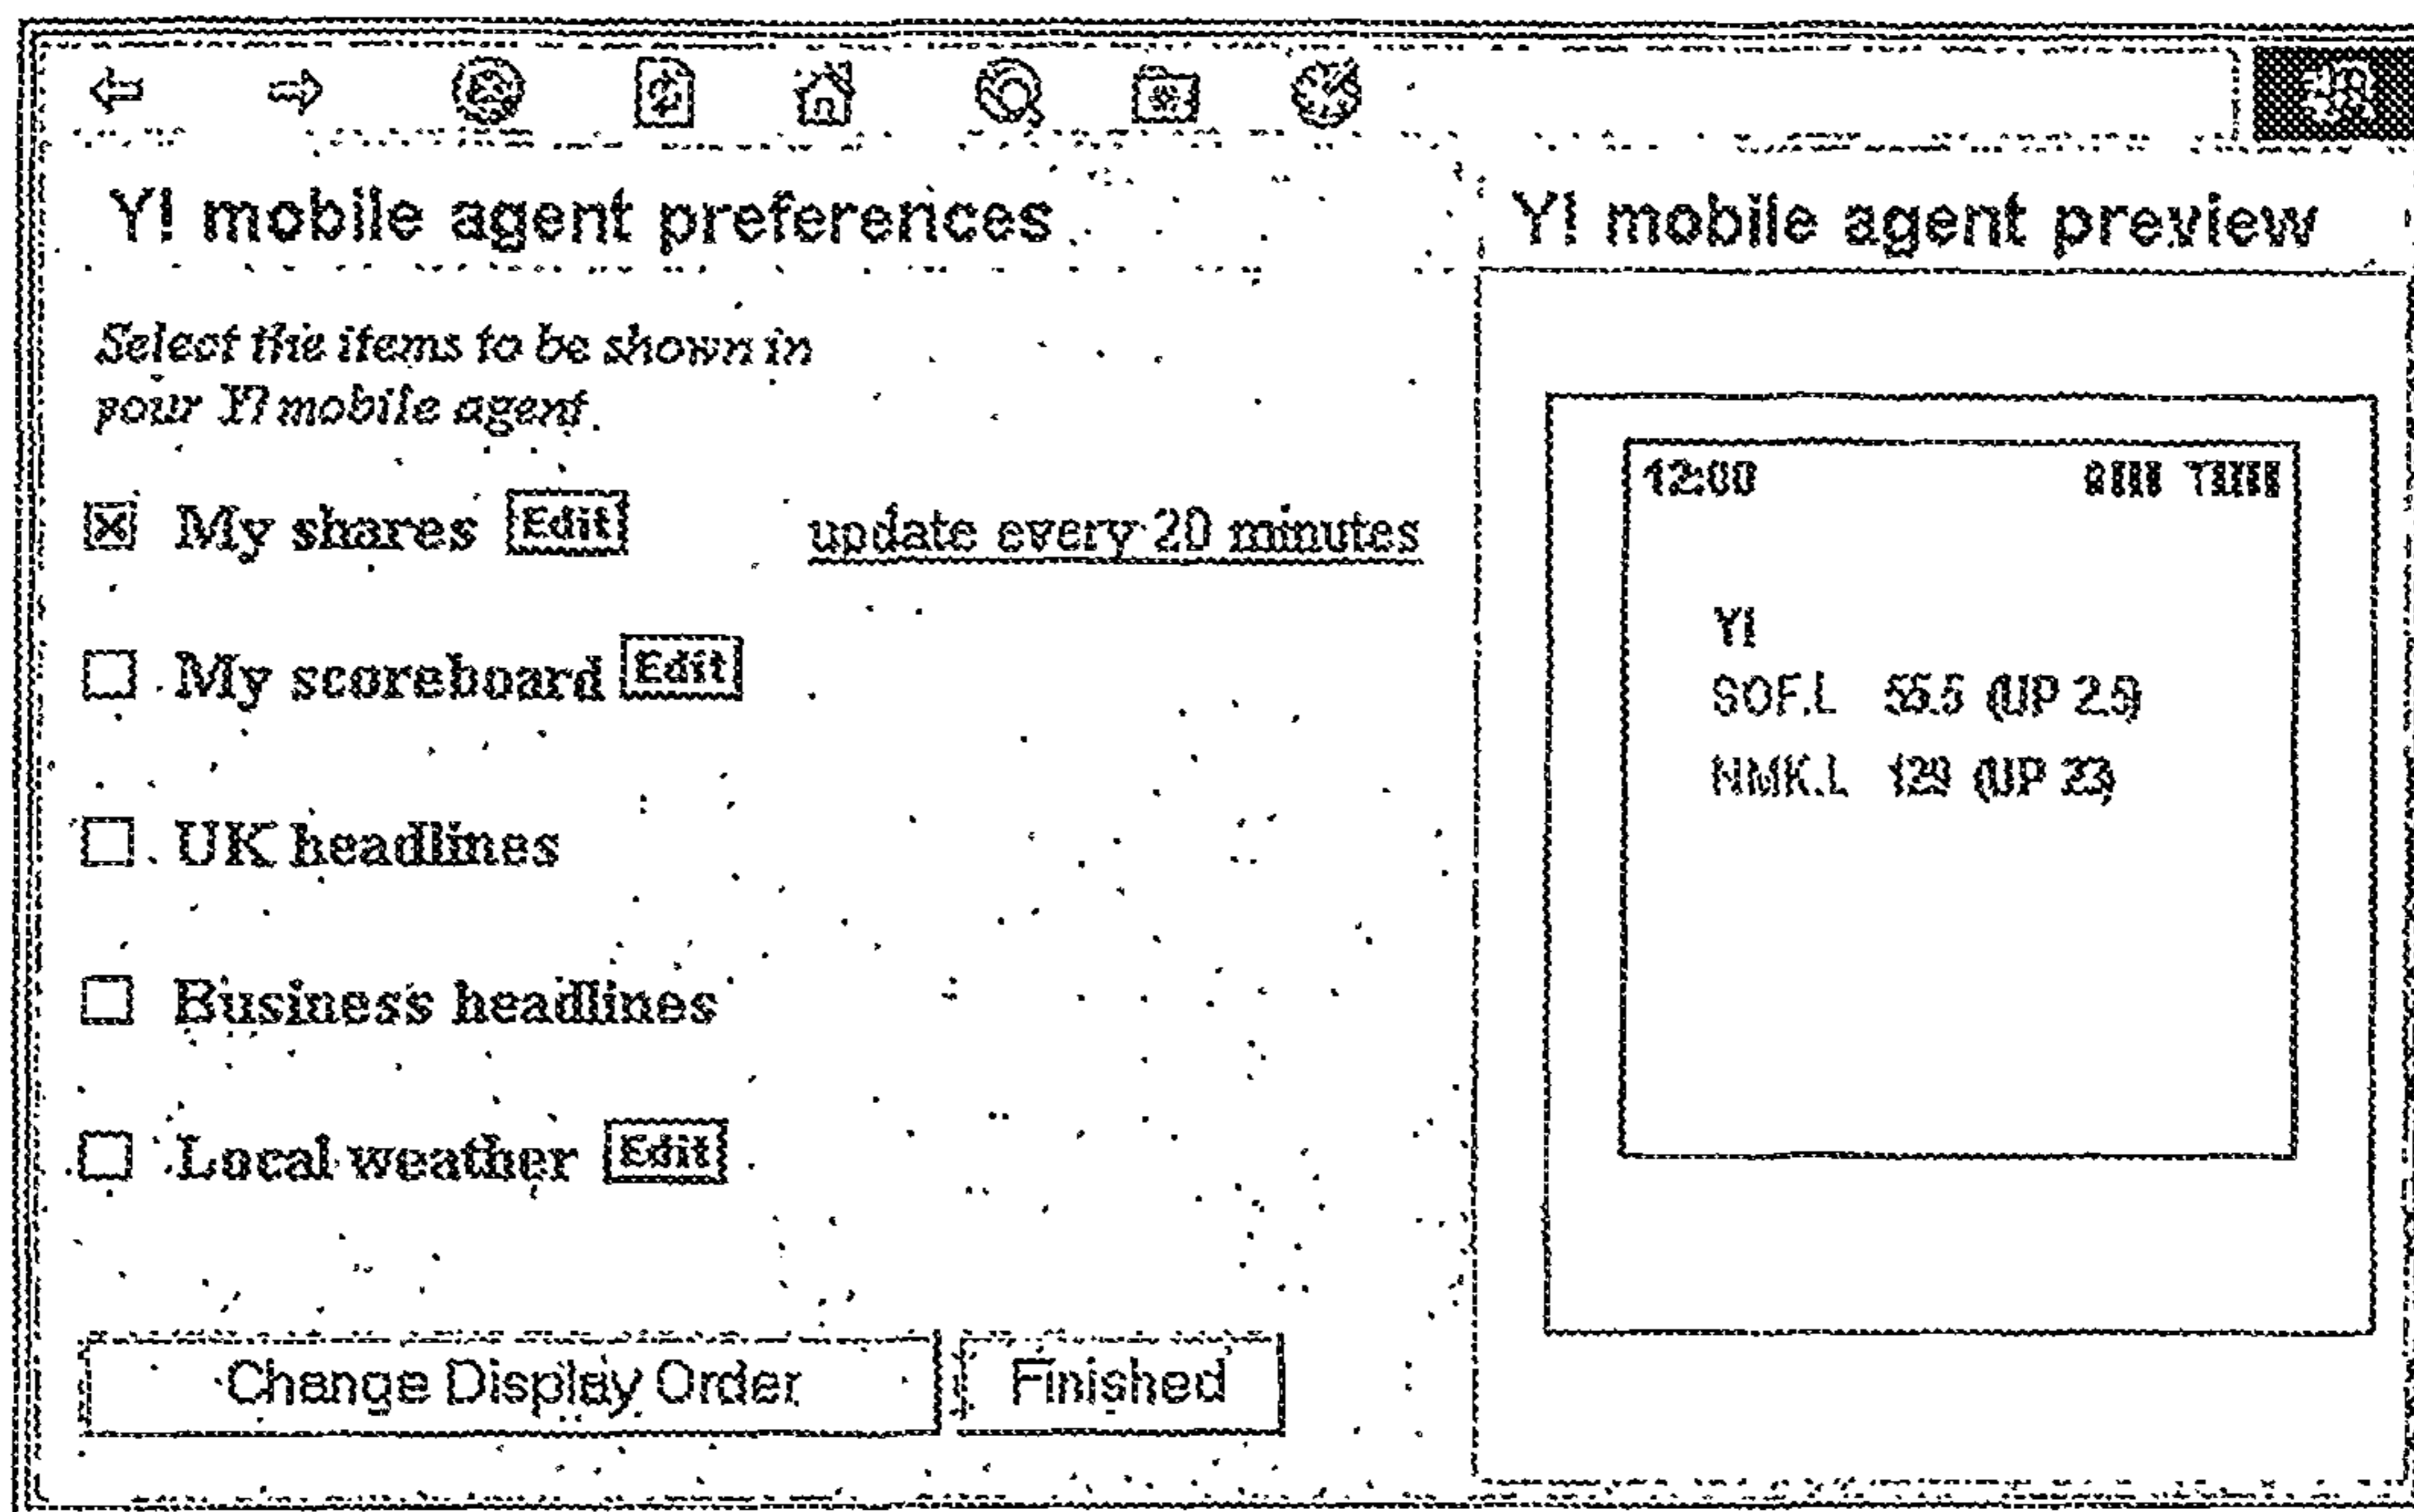 Y! mobile agent preferences
Select the items to be shown in
your Y! mobile agent.
My shares Edit update every 20 minutes
My scoreboard Edit
UK headlines
Business headlines
Local weather Edit
Change Display Order Finished
Y! mobile agent preview
12:00
Y!
SOF.L 55.5 (UP 2.5)
NMK.L 129 (UP 23)